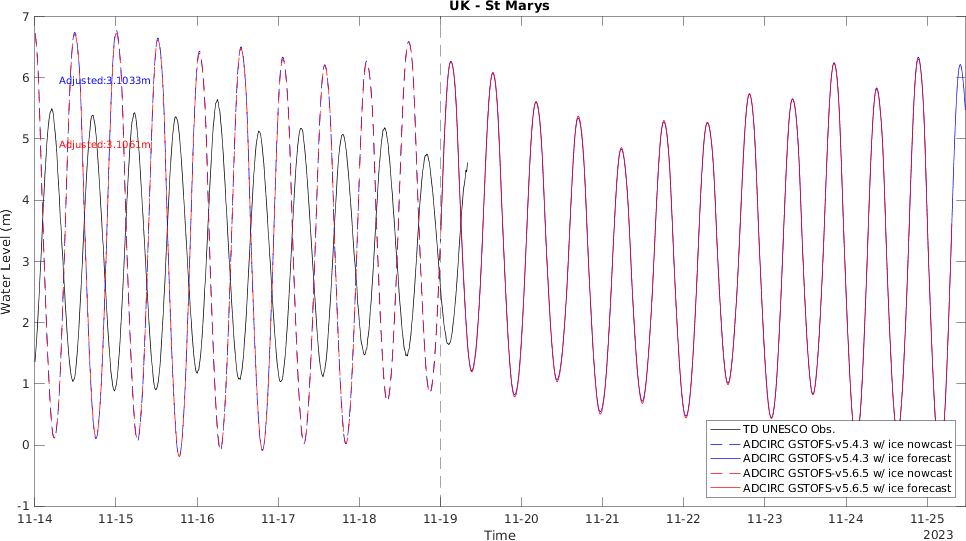 UK - St Marys
7
6
5
4
3
2
1
0
-1
Water Level (m)
Adjusted:3.1033m
Adjusted:3.1061m
TD UNESCO Obs.
ADCIRC GSTOFS-v5.4.3 w/ ice nowcast
ADCIRC GSTOFS-v5.4.3 w/ ice forecast
ADCIRC GSTOFS-v5.6.5 w/ ice nowcast
ADCIRC GSTOFS-v5.6.5 w/ ice forecast
11-14 11-15 11-16 11-17 11-18 11-19 11-20 11-21 11-22 11-23 11-24 11-25
Time
2023